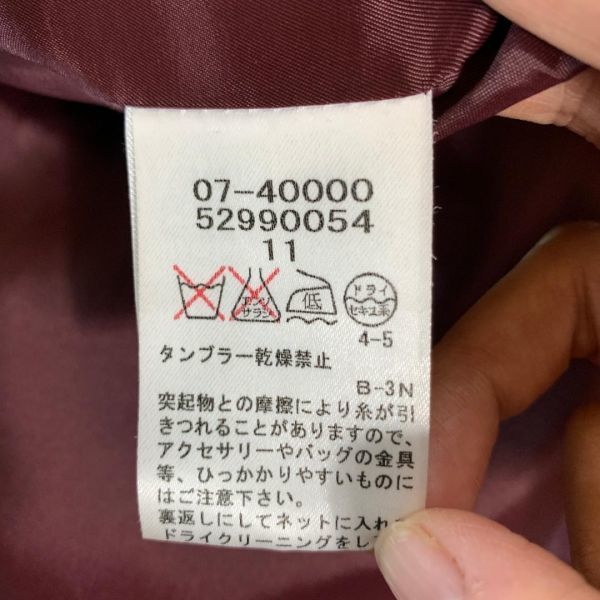 07-40000
52990054
11
エンソ
サラシ
低
ドライ
セキユ系
4-5
タンブラー乾燥禁止
B-3N
突起物との摩擦により糸が引
きつれることがありますので、
アクセサリーやバッグの金具
等、ひっかかりやすいものに
はご注意下さい。
裏返しにしてネットに入れ
ドライクリーニングをし